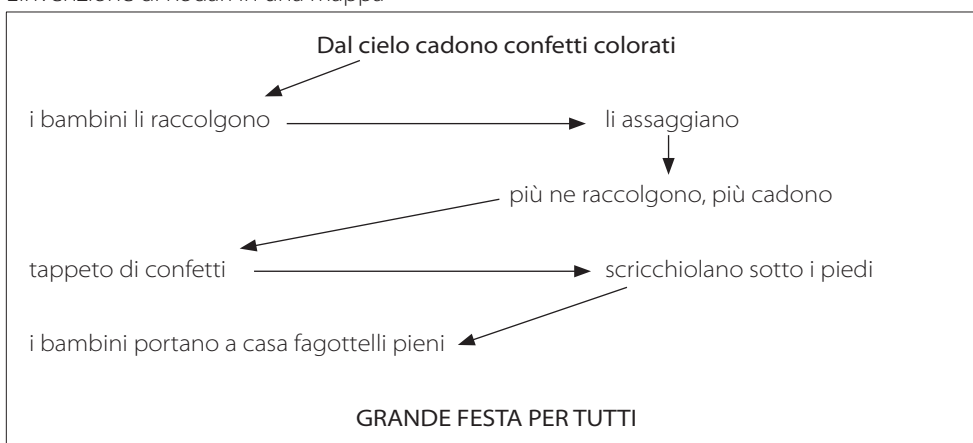 Dal cielo cadono confetti colorati
i bambini li raccolgono
li assaggiano
più ne raccolgono, più cadono
tappeto di confetti
scricchiolano sotto i piedi
i bambini portano a casa fagottelli pieni
GRANDE FESTA PER TUTTI